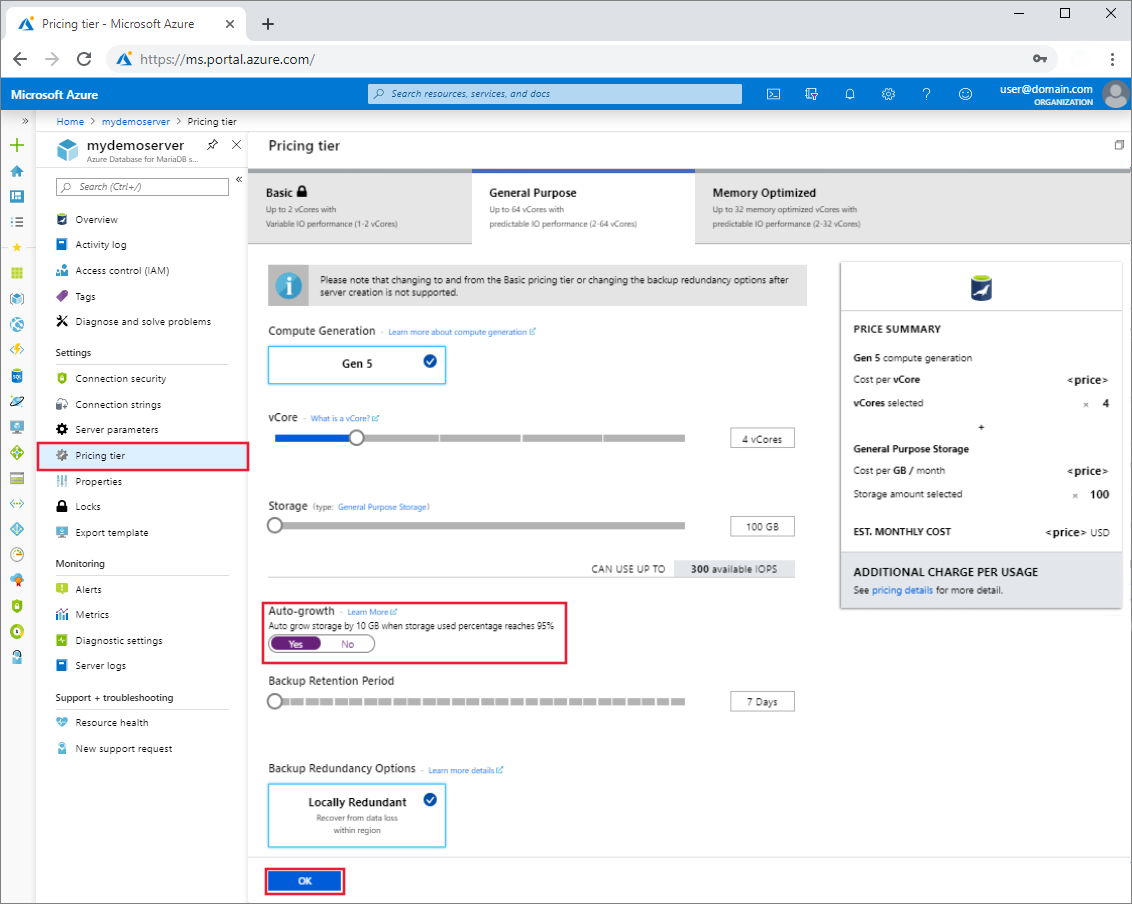 Pricing tier - Microsoft Azure
https://ms.portal.azure.com/
Microsoft Azure
Search resources, services, and docs
user@domain.com
ORGANIZATION
Home > mydemoserver > Pricing tier
mydemoserver
Azure Database for MariaDB s...
Search (Ctrl+/)
Overview
Activity log
Access control (IAM)
Tags
Diagnose and solve problems
Settings
Connection security
Connection strings
Server parameters
Pricing tier
Properties
Locks
Export template
Monitoring
Alerts
Metrics
Diagnostic settings
Server logs
Support + troubleshooting
Resource health
New support request
Pricing tier
Basic
Up to 2 vCores with
Variable IO performance (1-2 vCores)
General Purpose
Up to 64 vCores with
predictable IO performance (2-64 vCores)
Memory Optimized
Up to 32 memory optimized vCores with
predictable IO performance (2-32 vCores)
Please note that changing to and from the Basic pricing tier or changing the backup redundancy options after
server creation is not supported.
Compute Generation - Learn more about compute generation
Gen 5
vCore - What is a vCore?
4 vCores
Storage (type: General Purpose Storage)
100 GB
CAN USE UP TO 300 available IOPS
Auto-growth - Learn More
Auto grow storage by 10 GB when storage used percentage reaches 95%
Yes No
Backup Retention Period
7 Days
Backup Redundancy Options - Learn more details
Locally Redundant
Recover from data loss
within region
OK
PRICE SUMMARY
Gen 5 compute generation
Cost per vCore <price>
vCores selected × 4
+
General Purpose Storage
Cost per GB / month <price>
Storage amount selected × 100
EST. MONTHLY COST <price> USD
ADDITIONAL CHARGE PER USAGE
See pricing details for more detail.